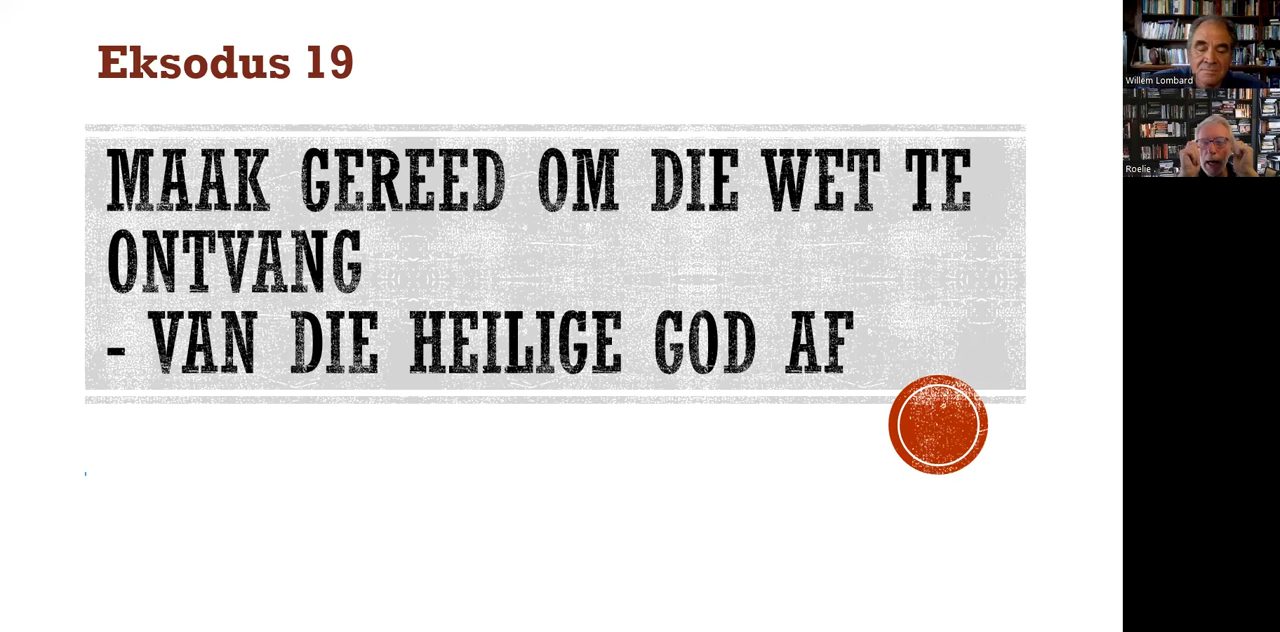 Eksodus 19
MAAK GEREED OM DIE WET TE
ONTVANG
- VAN DIE HEILIGE GOD AF
Willem Lombard
Roelie .